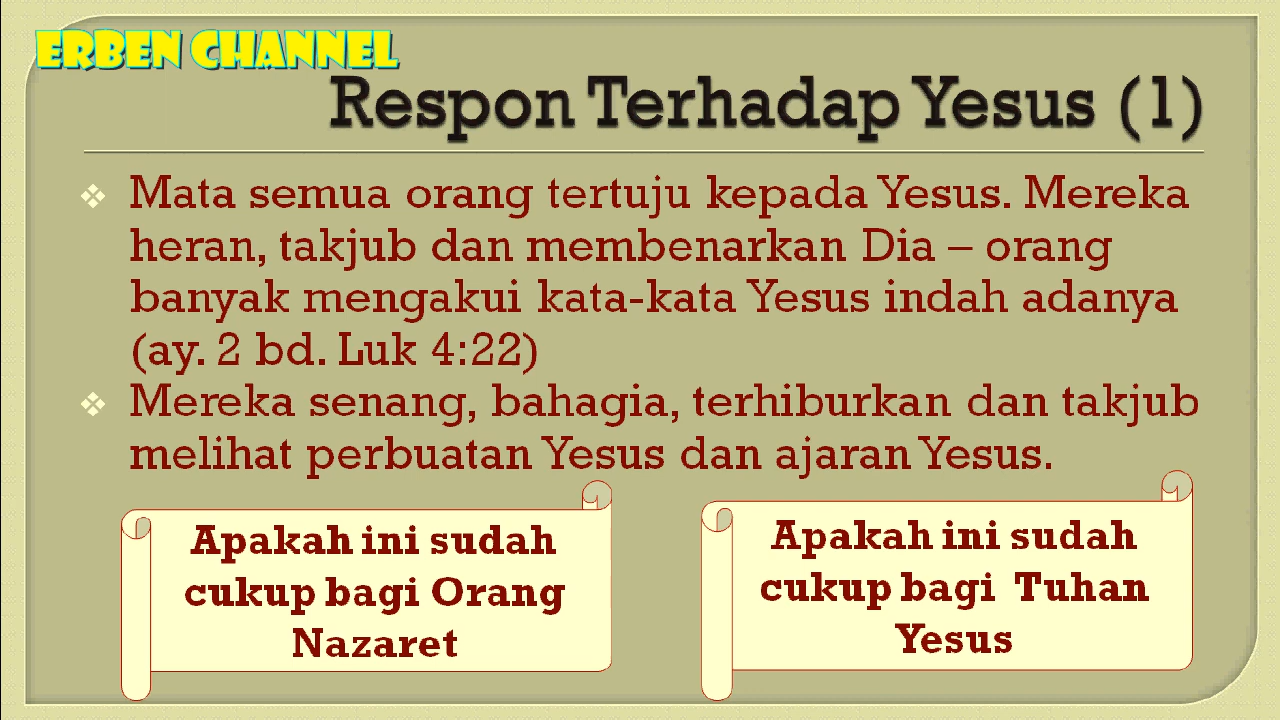 ERBEN CHANNEL
Respon Terhadap Yesus (1)
❖ Mata semua orang tertuju kepada Yesus. Mereka
heran, takjub dan membenarkan Dia – orang
banyak mengakui kata-kata Yesus indah adanya
(ay. 2 bd. Luk 4:22)
❖ Mereka senang, bahagia, terhiburkan dan takjub
melihat perbuatan Yesus dan ajaran Yesus.
Apakah ini sudah
cukup bagi Orang
Nazaret
Apakah ini sudah
cukup bagi Tuhan
Yesus